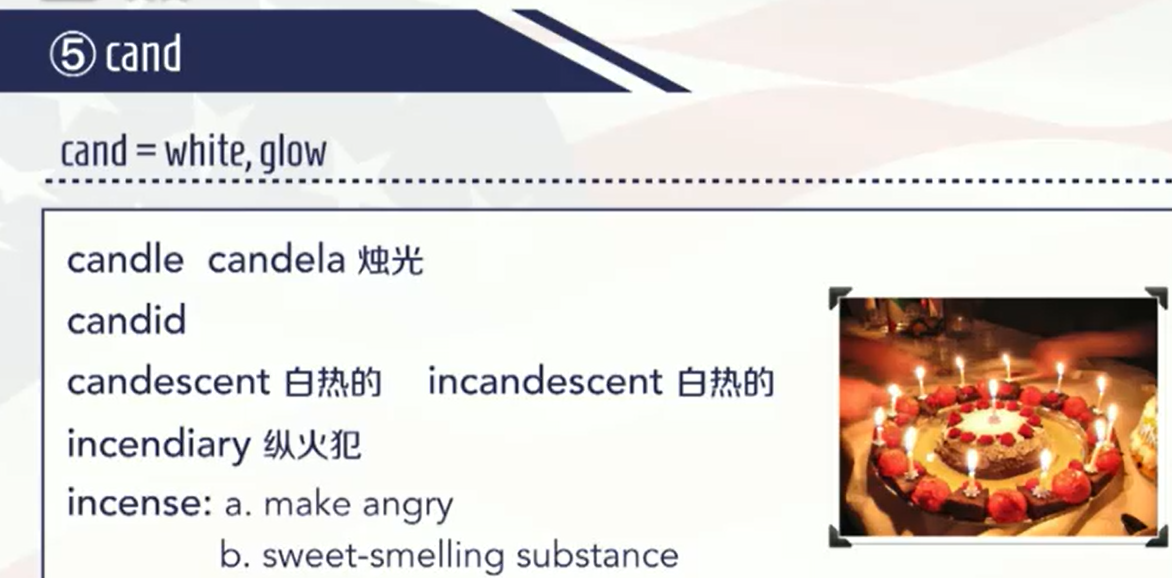 ⑤ cand
cand = white, glow
candle candela 烛光
candid
candescent 白热的 incandescent 白热的
incendiary 纵火犯
incense: a. make angry
b. sweet-smelling substance